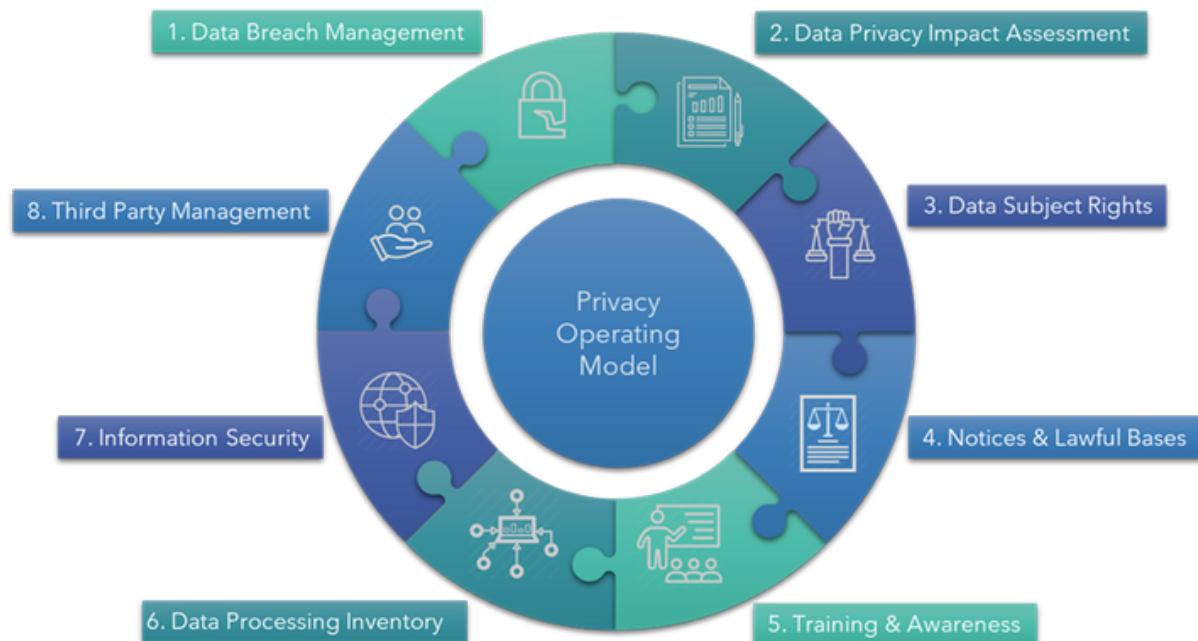 1. Data Breach Management
2. Data Privacy Impact Assessment
3. Data Subject Rights
4. Notices & Lawful Bases
5. Training & Awareness
6. Data Processing Inventory
7. Information Security
8. Third Party Management
Privacy
Operating
Model